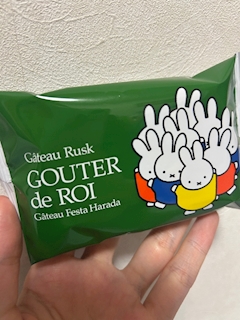 Gâteau Rusk
GOUTER
de ROI
Gâteau Festa Harada